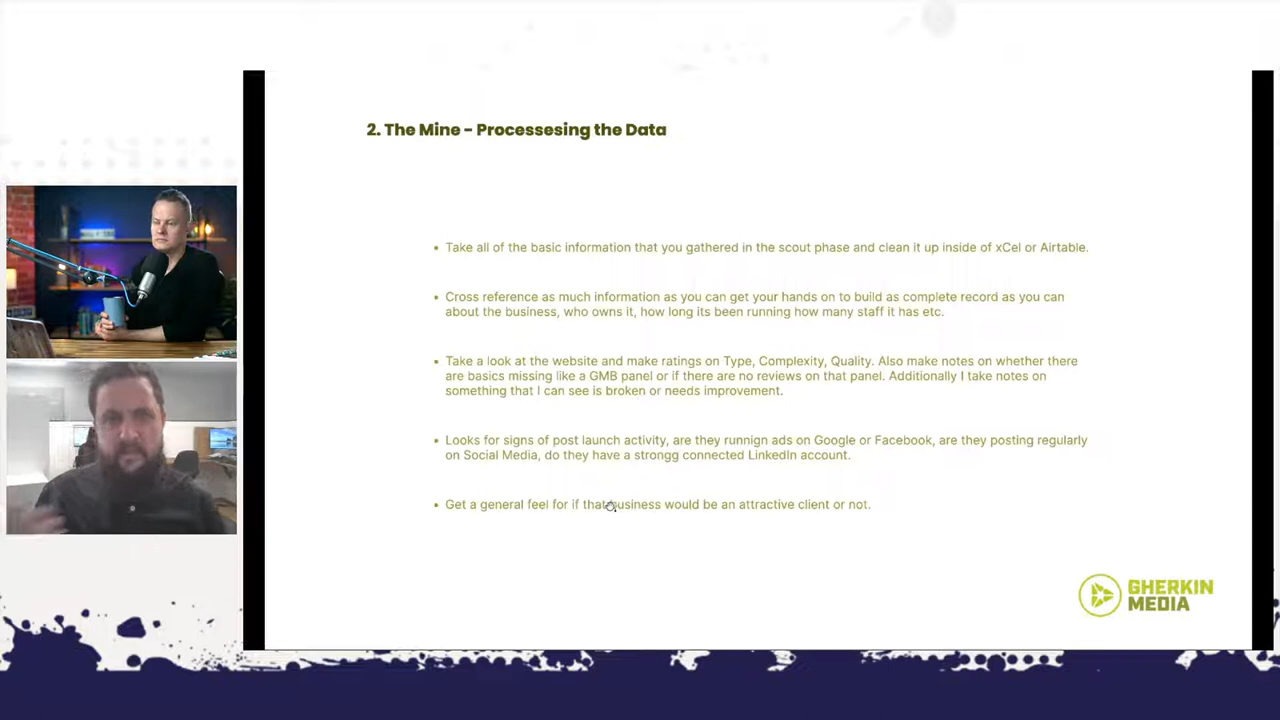 2. The Mine - Processesing the Data
• Take all of the basic information that you gathered in the scout phase and clean it up inside of xCel or Airtable.
• Cross reference as much information as you can get your hands on to build as complete record as you can
about the business, who owns it, how long its been running how many staff it has etc.
• Take a look at the website and make ratings on Type, Complexity, Quality. Also make notes on whether there
are basics missing like a GMB panel or if there are no reviews on that panel. Additionally I take notes on
something that I can see is broken or needs improvement.
• Looks for signs of post launch activity, are they runnign ads on Google or Facebook, are they posting regularly
on Social Media, do they have a strongg connected LinkedIn account.
• Get a general feel for if that business would be an attractive client or not.
GHERKIN
MEDIA